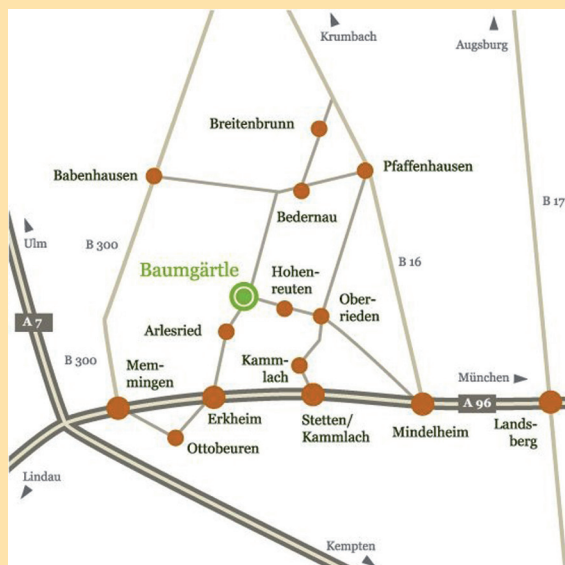 Krumbach
Augsburg
Breitenbrunn
Babenhausen
Pfaffenhausen
Bedernau
B 17
Ulm
B 300
B 16
Baumgärtle
Hohen-
reuten
Ober-
rieden
A 7
Arlesried
B 300
Mem-
mingen
Kamm-
lach
München
A 96
Erkheim
Stetten/
Kammlach
Mindelheim
Lands-
berg
Ottobeuren
Lindau
Kempten